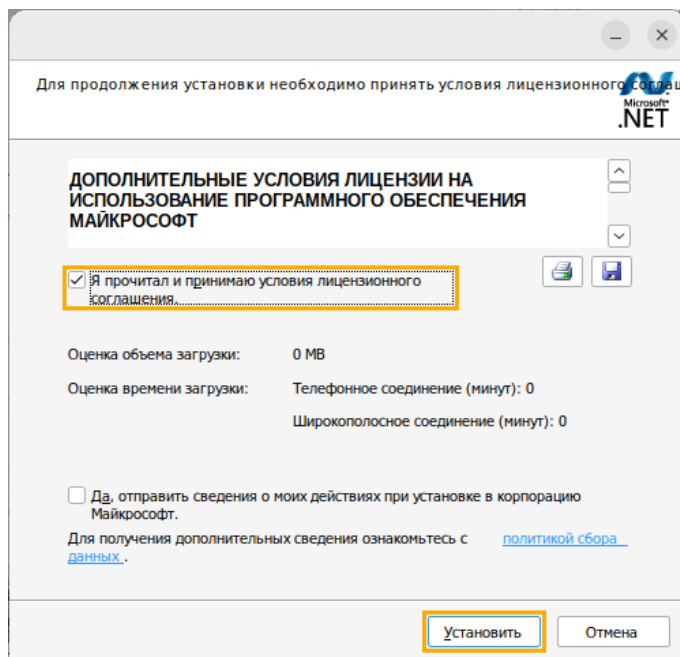 Для продолжения установки необходимо принять условия лицензионного
Microsoft
.NET
ДОПОЛНИТЕЛЬНЫЕ УСЛОВИЯ ЛИЦЕНЗИИ НА
ИСПОЛЬЗОВАНИЕ ПРОГРАММНОГО ОБЕСПЕЧЕНИЯ
МАЙКРОСОФТ
Я прочитал и принимаю условия лицензионного
соглашения.
Оценка объема загрузки: 0 MB
Оценка времени загрузки: Телефонное соединение (минут): 0
Широкополосное соединение (минут): 0
Да, отправить сведения о моих действиях при установке в корпорацию
Майкрософт.
Для получения дополнительных сведения ознакомьтесь с политикой сбора
данных .
Установить Отмена